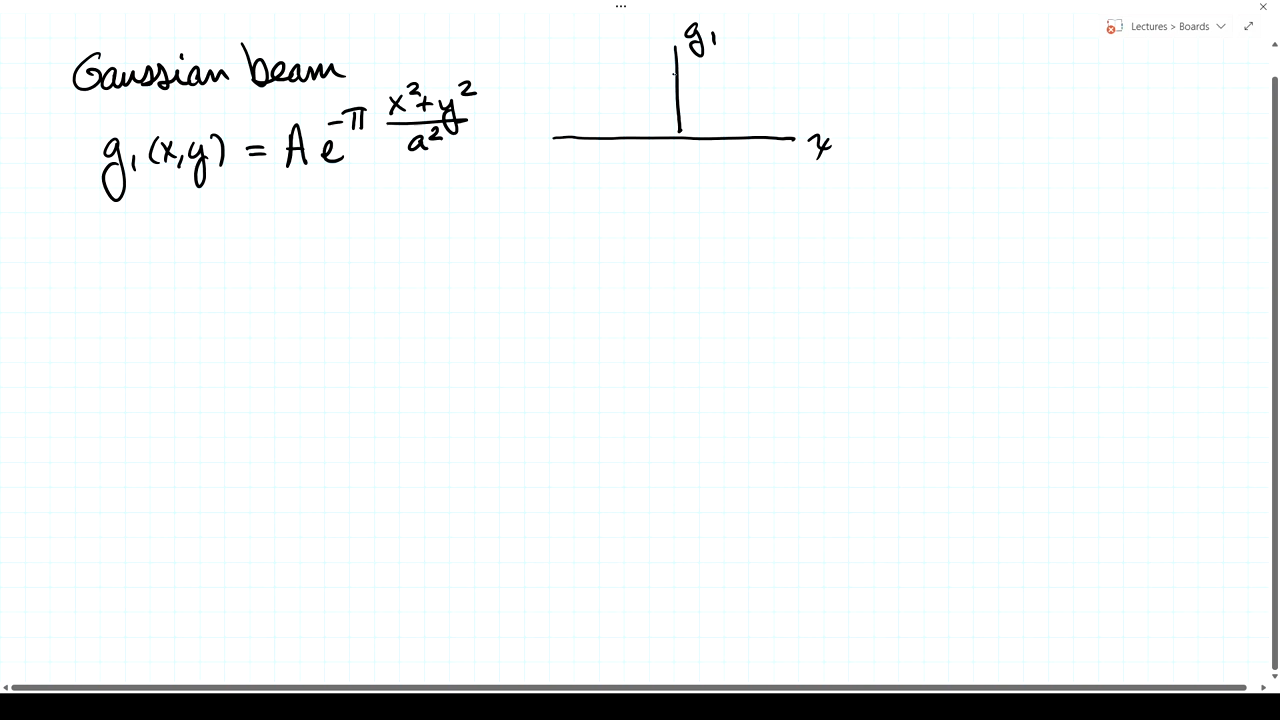 Lectures > Boards
Gaussian beam
g₁(x,y) = A e^{-π (x²+y²)/a²}
g₁
x